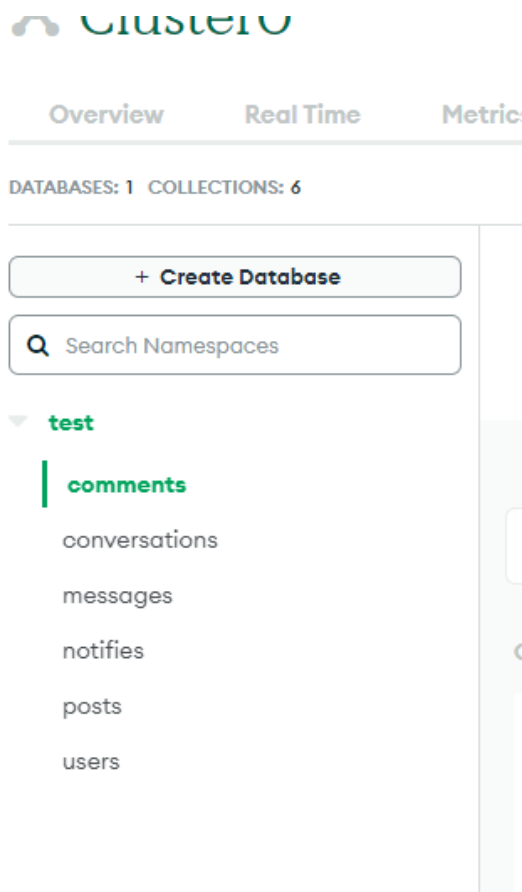 Cluster0
Overview Real Time Metrics
DATABASES: 1 COLLECTIONS: 6
+ Create Database
Search Namespaces
test
comments
conversations
messages
notifies
posts
users